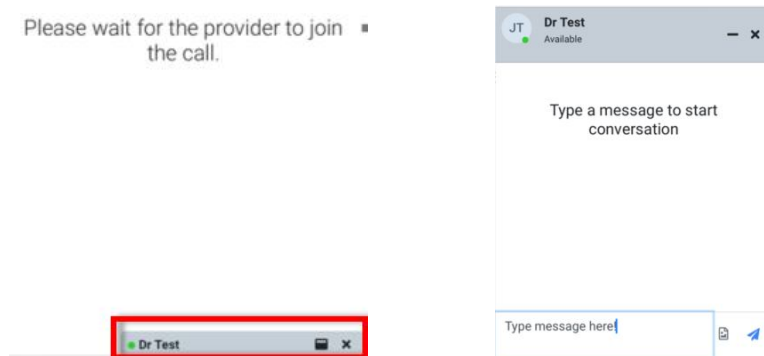 Please wait for the provider to join
the call.
Dr Test
JT
Dr Test
Available
Type a message to start
conversation
Type message here!